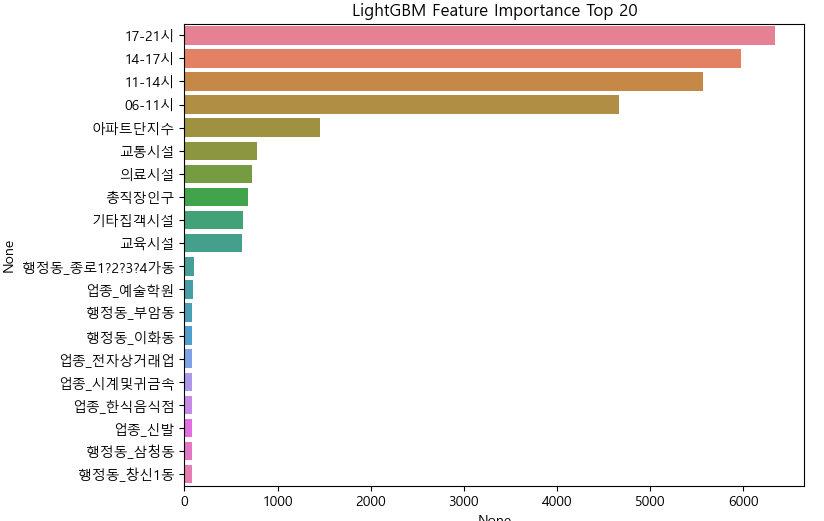 LightGBM Feature Importance Top 20
17-21시
14-17시
11-14시
06-11시
아파트단지수
교통시설
의료시설
총직장인구
기타집객시설
교육시설
행정동_종로1?2?3?4가동
업종_예술학원
행정동_부암동
행정동_이화동
업종_전자상거래업
업종_시계및귀금속
업종_한식음식점
업종_신발
행정동_삼청동
행정동_창신1동
None
0 1000 2000 3000 4000 5000 6000
None